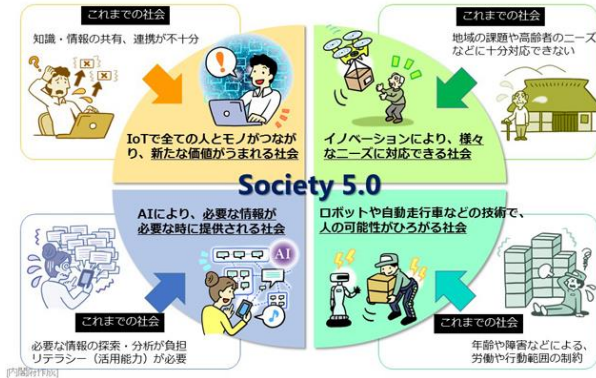 これまでの社会
知識・情報の共有、連携が不十分
これまでの社会
地域の課題や高齢者のニーズ
などに十分対応できない
IoTで全ての人とモノがつなが
り、新たな価値がうまれる社会
イノベーションにより、様々
なニーズに対応できる社会
Society 5.0
AIにより、必要な情報が
必要な時に提供される社会
AI
ロボットや自動走行車などの技術で、
人の可能性がひろがる社会
これまでの社会
必要な情報の探索・分析が負担
リテラシー（活用能力）が必要
これまでの社会
年齢や障害などによる、
労働や行動範囲の制約
[内閣府作成]